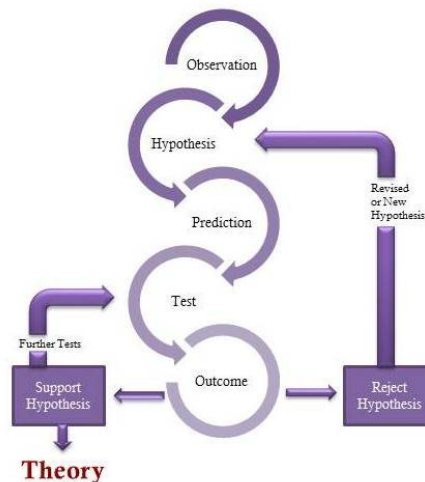 Observation
Hypothesis
Prediction
Test
Outcome
Further Tests
Support
Hypothesis
Theory
Revised
or New
Hypothesis
Reject
Hypothesis